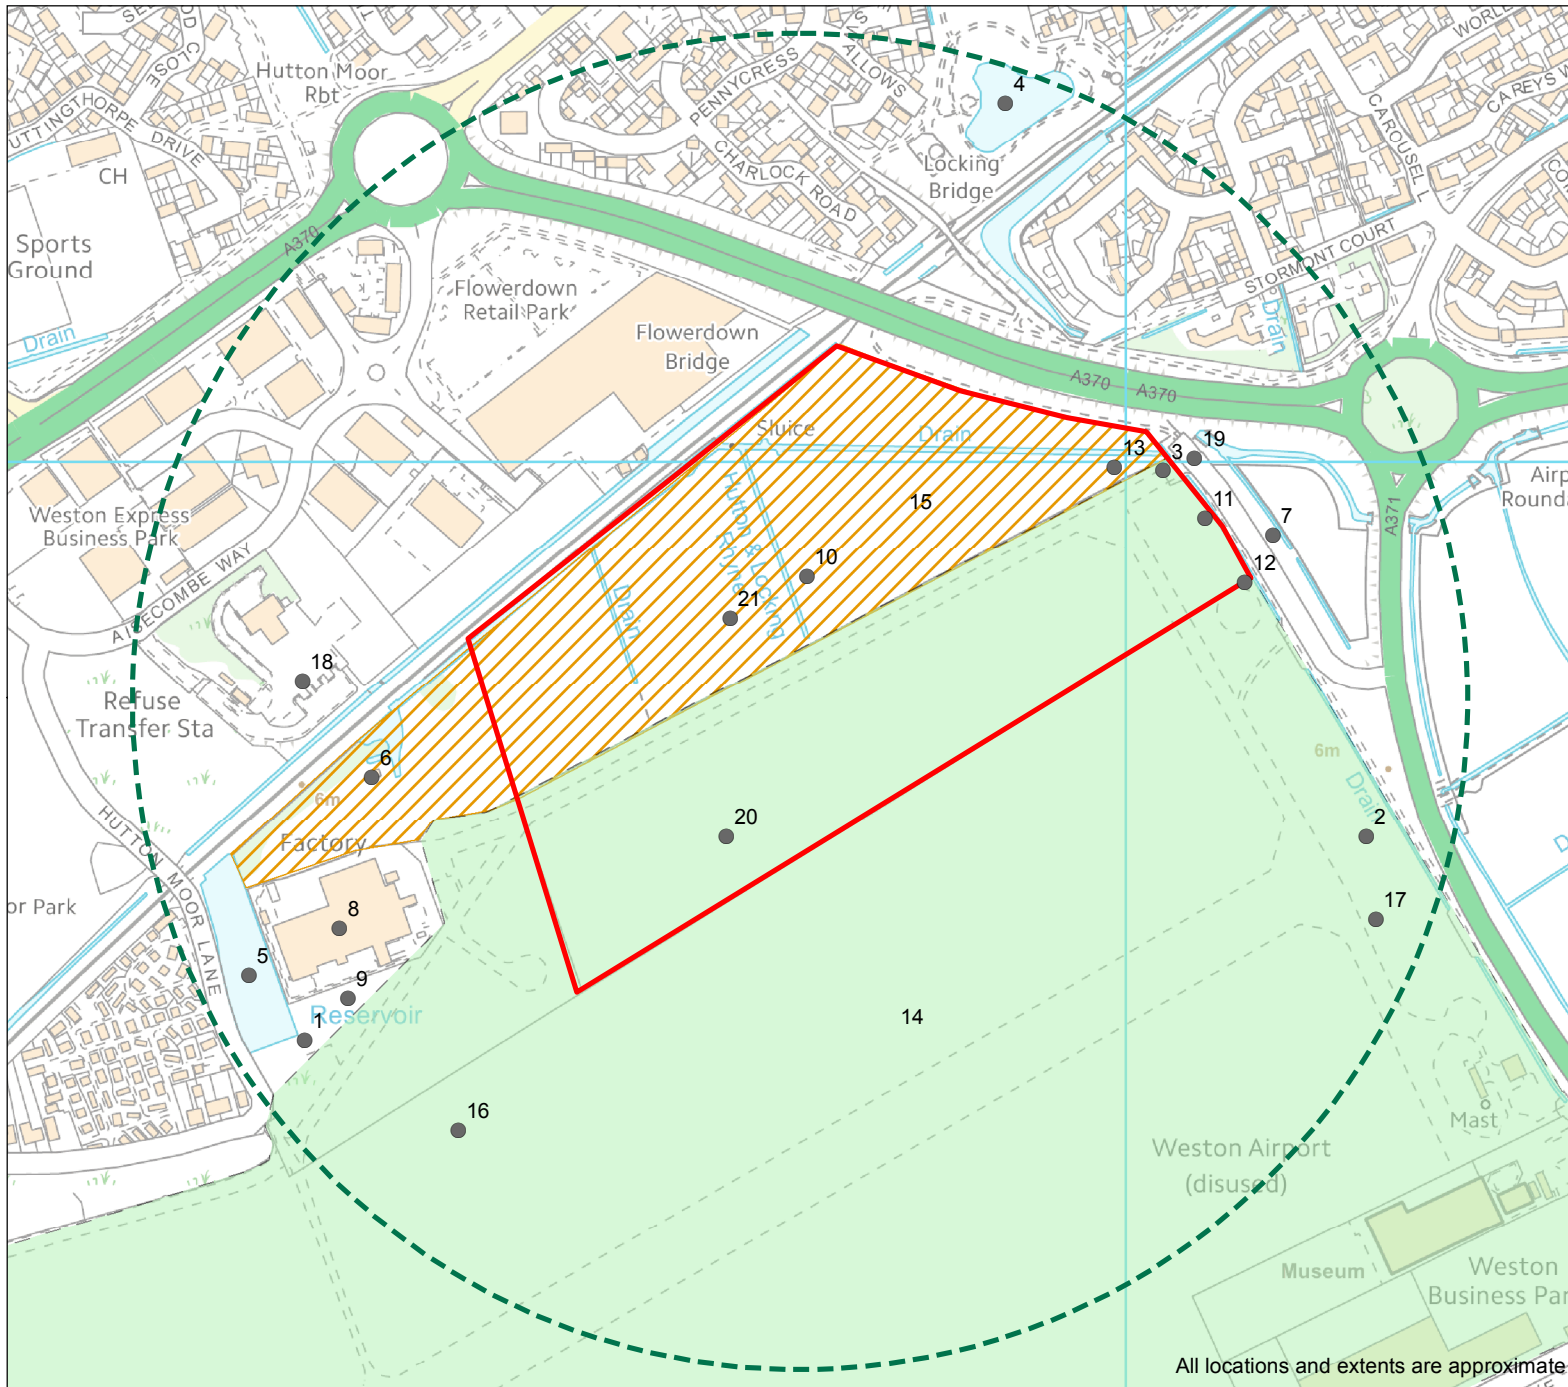 Hutton Moor
Rbt
CLOSE
PENNYCRESS
CHARLOCK ROAD
4
Locking
Bridge
CAROUSEL
CAREYS
STORMONT COURT
DRIVE
CH
Sports
Ground
A370
Flowerdown
Retail Park
Flowerdown
Bridge
Drain
Drain
A370
A370
Sluice
Drain
13
3
19
15
11
7
12
A371
Weston Express
Business Park
Hutton & Locking
Rhyne
10
21
Drain
18
Refuse
Transfer Sta
6
6m
6m
Drain
Factory
20
2
HUTTON MOOR LANE
or Park
8
17
5
9
1
Reservoir
14
16
Mast
Weston Airport
(disused)
Museum
Weston
Business Par
All locations and extents are approximate